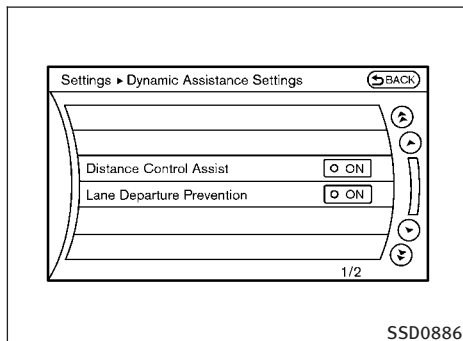 Settings ▸ Dynamic Assistance Settings BACK
Distance Control Assist ON
Lane Departure Prevention ON
1/2
SSD0886